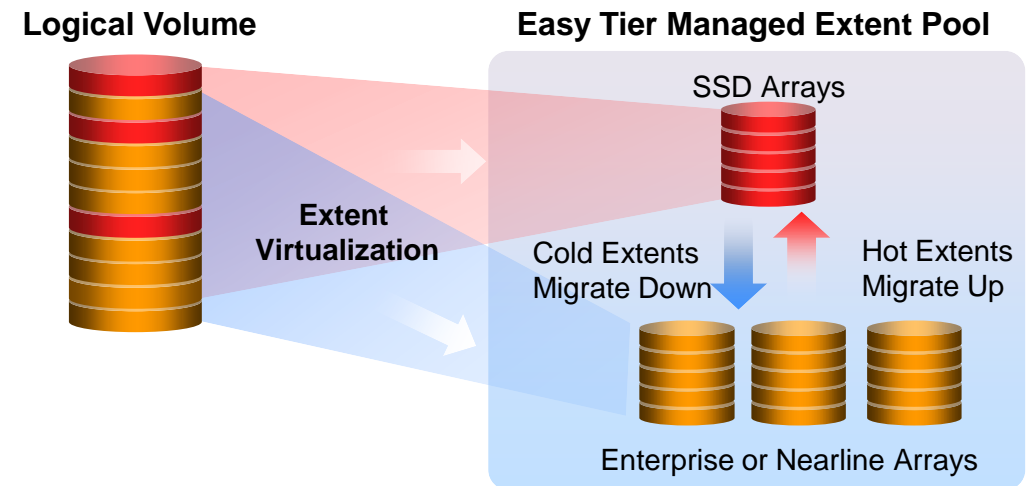 Logical Volume
Easy Tier Managed Extent Pool
SSD Arrays
Extent
Virtualization
Cold Extents
Migrate Down
Hot Extents
Migrate Up
Enterprise or Nearline Arrays